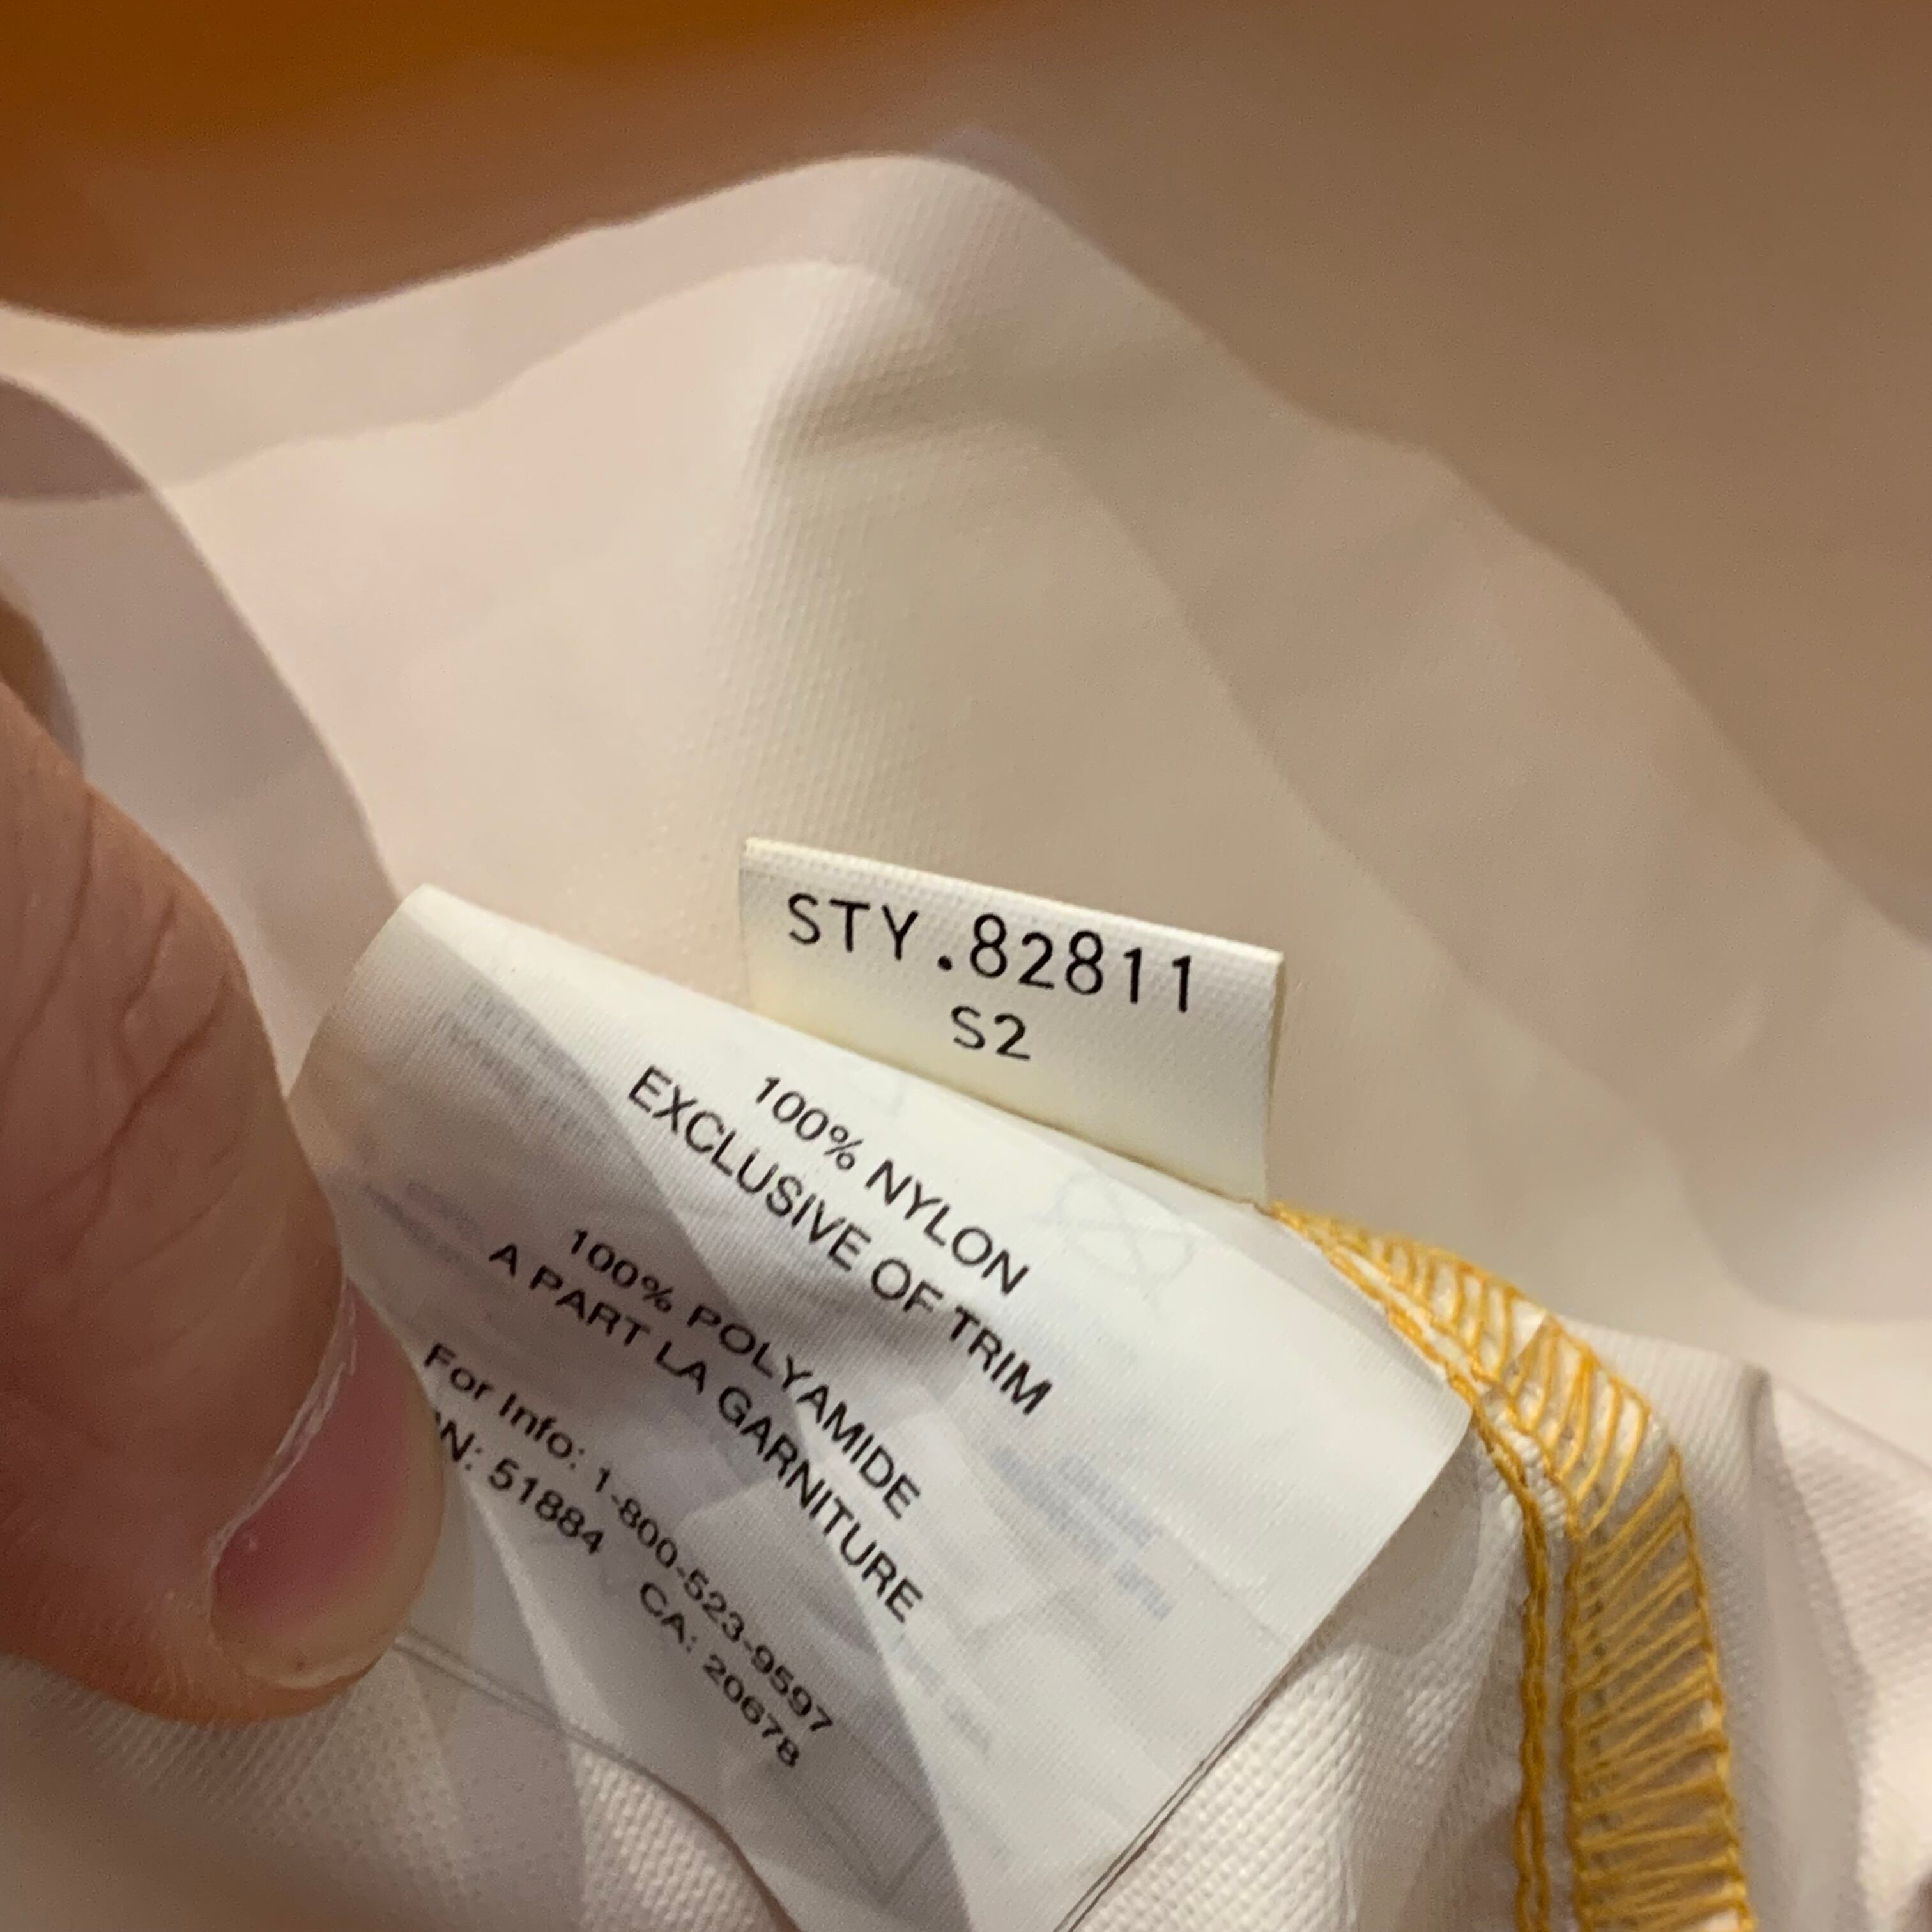 STY.82811
S2
100% NYLON
EXCLUSIVE OF TRIM
100% POLYAMIDE
A PART LA GARNITURE
For Info: 1-800-523-9597
N: 51884 CA: 20678